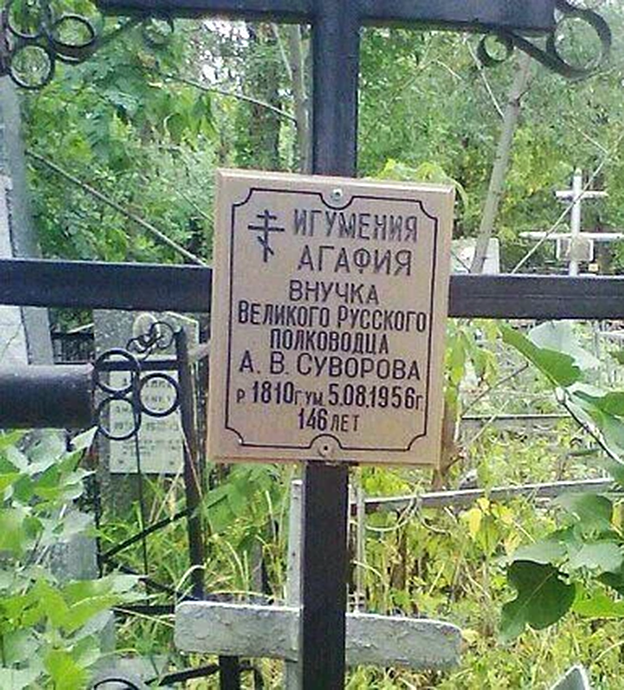 ИГУМЕНИЯ
АГАФИЯ
ВНУЧКА
ВЕЛИКОГО РУССКОГО
ПОЛКОВОДЦА
А. В. СУВОРОВА
р 1810г. ум. 5.08.1956г.
146 ЛЕТ